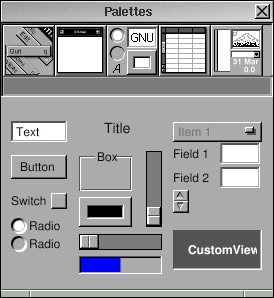 Palettes
Quit q
GNU
A
31 Mar
0.0
Text
Title
Item 1
Button
Box
Field 1
Field 2
Switch
Radio
Radio
CustomView